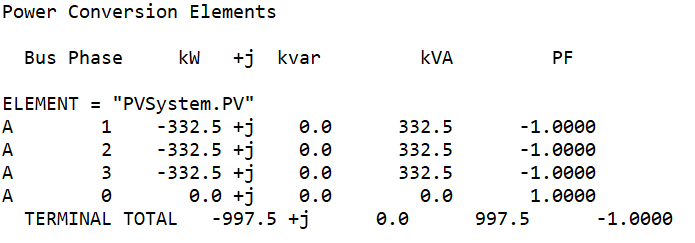 Power Conversion Elements
Bus Phase kW +j kvar kVA PF
ELEMENT = "PVSystem.PV"
A 1 -332.5 +j 0.0 332.5 -1.0000
A 2 -332.5 +j 0.0 332.5 -1.0000
A 3 -332.5 +j 0.0 332.5 -1.0000
A 0 0.0 +j 0.0 0.0 1.0000
TERMINAL TOTAL -997.5 +j 0.0 997.5 -1.0000